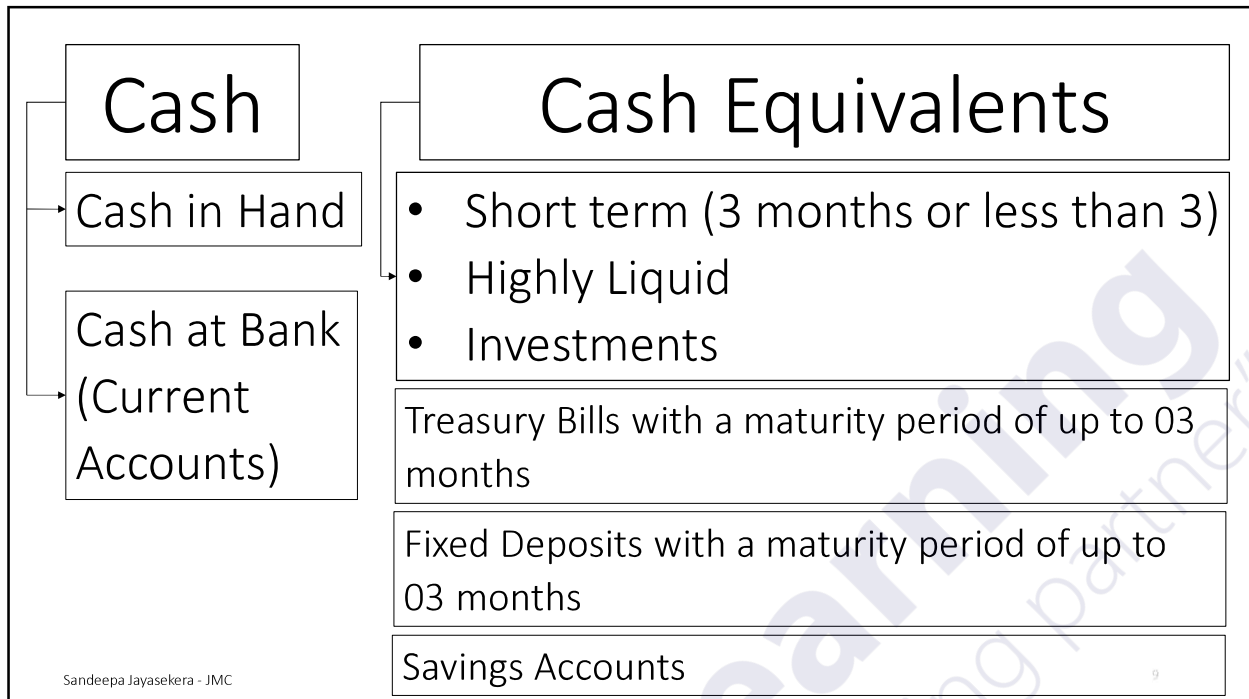 Cash
Cash in Hand
Cash at Bank
(Current
Accounts)
Cash Equivalents
• Short term (3 months or less than 3)
• Highly Liquid
• Investments
Treasury Bills with a maturity period of up to 03
months
Fixed Deposits with a maturity period of up to
03 months
Savings Accounts
Sandeepa Jayasekera - JMC
9